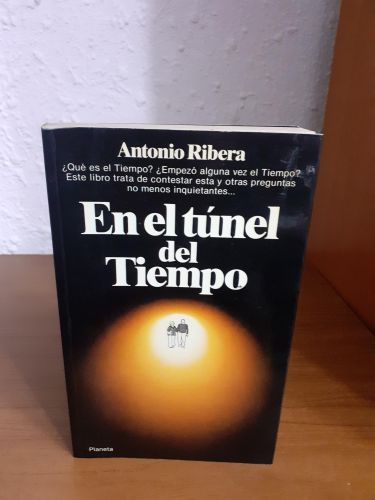 Antonio Ribera
¿Qué es el Tiempo? ¿Empezó alguna vez el Tiempo?
Este libro trata de contestar esta y otras preguntas
no menos inquietantes...
En el túnel
del
Tiempo
Planeta